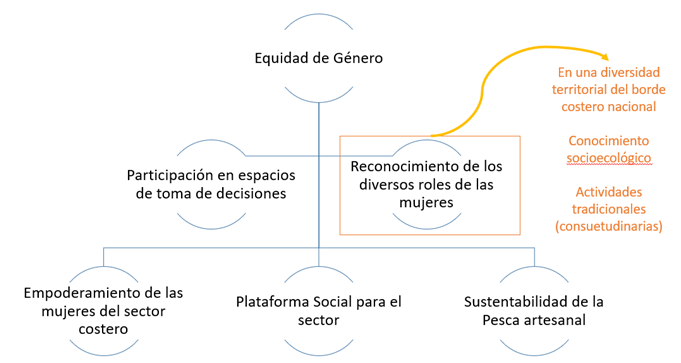 Equidad de Género
En una diversidad
territorial del borde
costero nacional
Conocimiento
socioecológico
Actividades
tradicionales
(consuetudinarias)
Participación en espacios
de toma de decisiones
Reconocimiento de los
diversos roles de las
mujeres
Empoderamiento de las
mujeres del sector
costero
Plataforma Social para el
sector
Sustentabilidad de la
Pesca artesanal